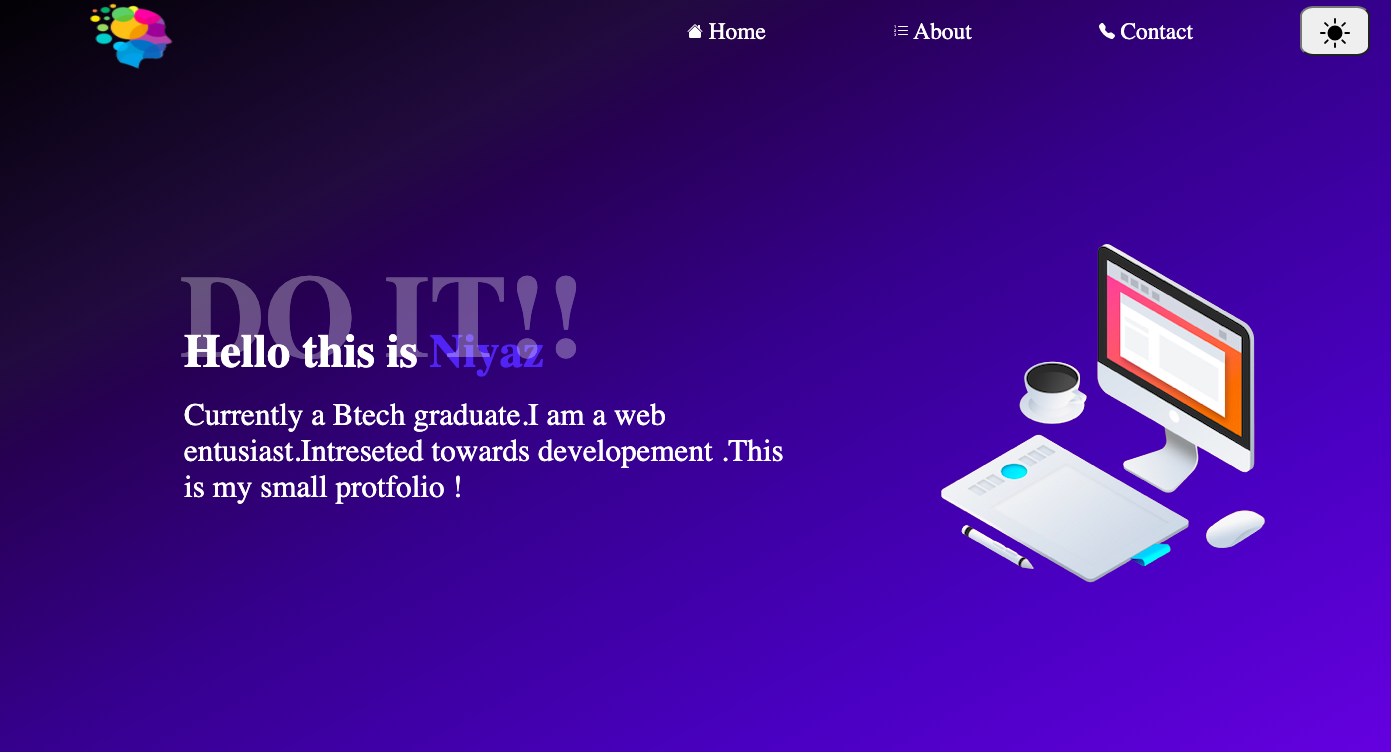 Home
About
Contact
DO IT!!
Hello this is Niyaz
Currently a Btech graduate.I am a web
entusiast.Intreseted towards developement .This
is my small protfolio !